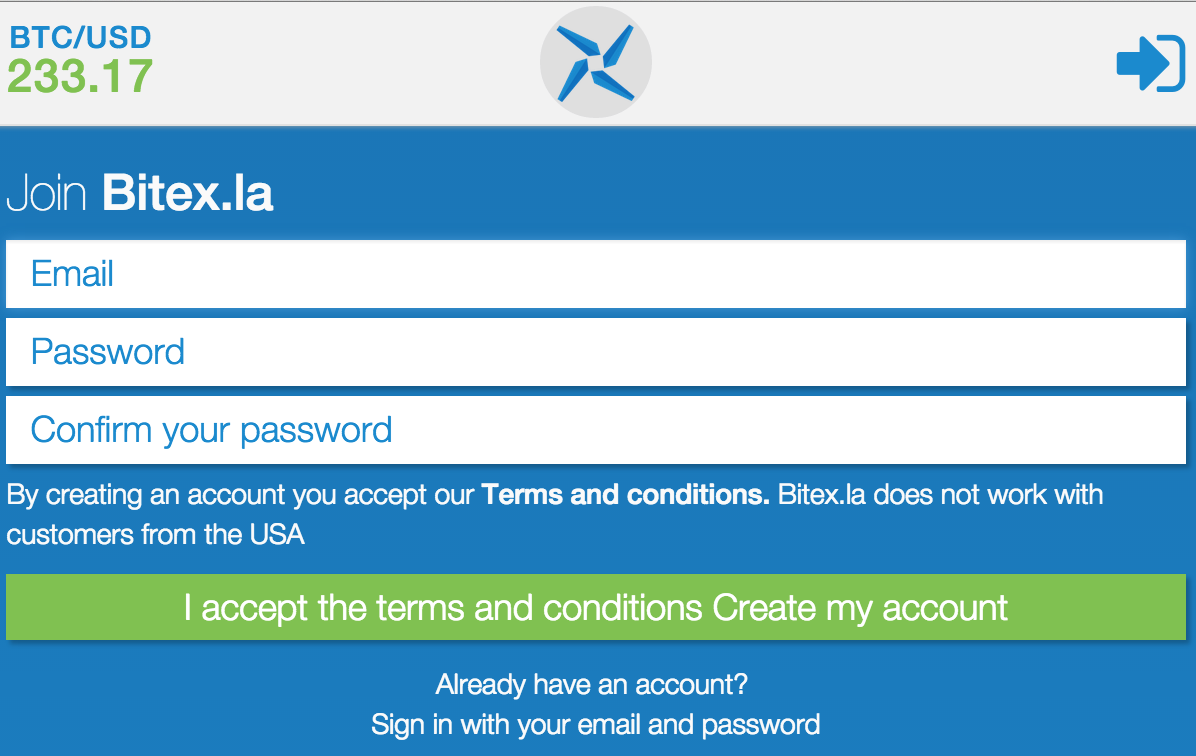 BTC/USD
233.17
Join Bitex.la
Email
Password
Confirm your password
By creating an account you accept our Terms and conditions. Bitex.la does not work with
customers from the USA
I accept the terms and conditions Create my account
Already have an account?
Sign in with your email and password